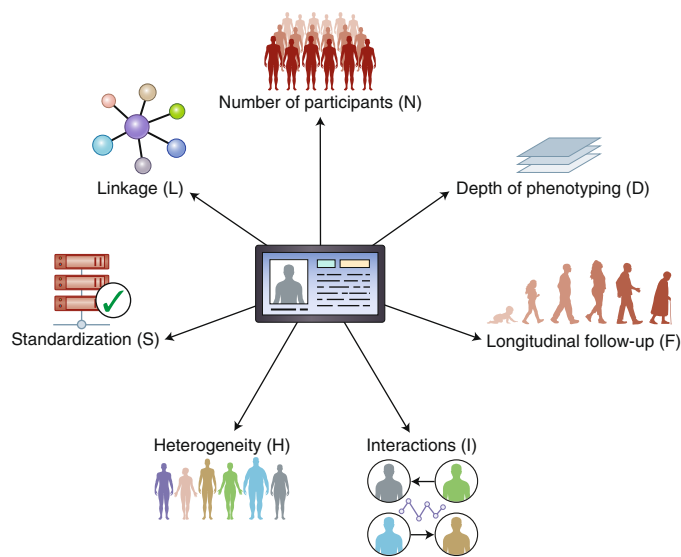 Number of participants (N)
Linkage (L)
Depth of phenotyping (D)
Standardization (S)
Longitudinal follow-up (F)
Heterogeneity (H)
Interactions (I)